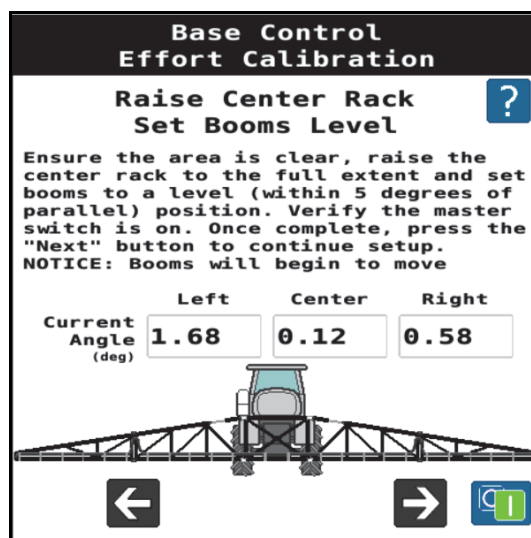 Base Control
Effort Calibration
Raise Center Rack
Set Booms Level
?
Ensure the area is clear, raise the
center rack to the full extent and set
booms to a level (within 5 degrees of
parallel) position. Verify the master
switch is on. Once complete, press the
"Next" button to continue setup.
NOTICE: Booms will begin to move
Left Center Right
Current
Angle 1.68 0.12 0.58
(deg)